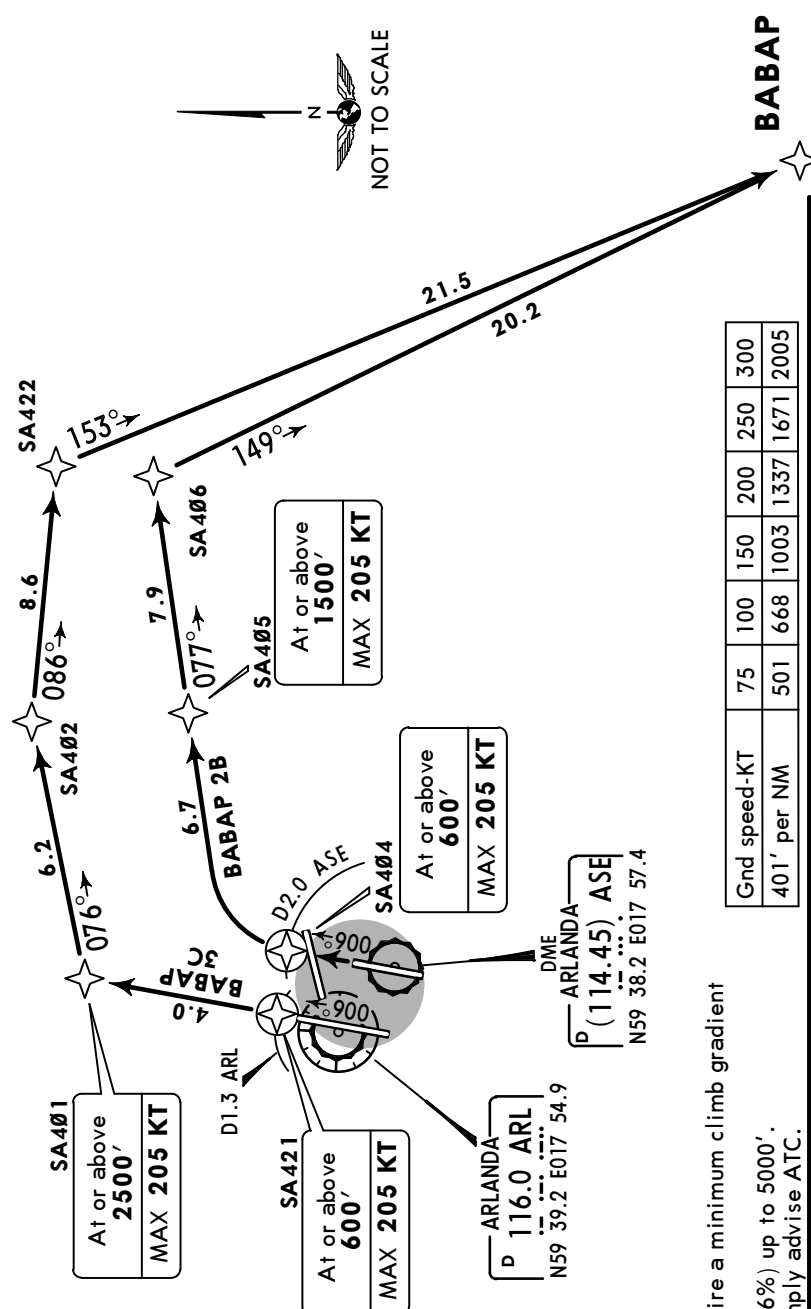 NOT TO SCALE
N
SA401
At or above
2500'
MAX 205 KT
076°
6.2
SA402
086°
8.6
SA422
153°
21.5
20.2
BABAP
149°
SA406
7.9
077°
SA405
At or above
1500'
MAX 205 KT
6.7
BABAP 2B
4.0
BABAP
3C
D2.0 ASE
D1.3 ARL
006°
006°
SA404
At or above
600'
MAX 205 KT
SA421
At or above
600'
MAX 205 KT
ARLANDA
D 116.0 ARL
N59 39.2 E017 54.9
DME
ARLANDA
D (114.45) ASE
N59 38.2 E017 57.4
Gnd speed-KT 75 100 150 200 250 300
401' per NM 501 668 1003 1337 1671 2005
ire a minimum climb gradient
6%) up to 5000'.
ply advise ATC.